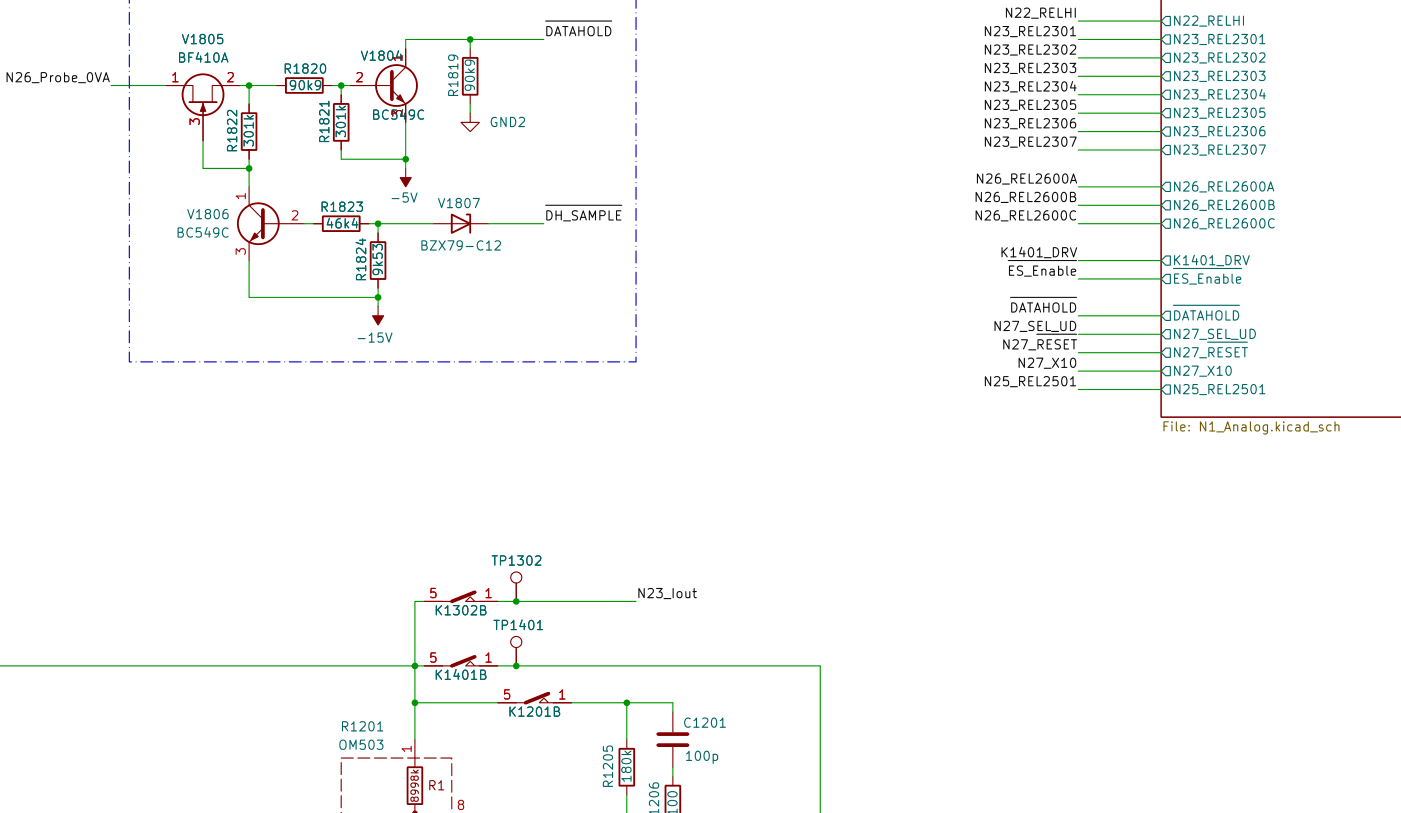 DATAHOLD
V1805
BF410A
V1804
N26_Probe_0VA
1
2
R1820
90k9
2
1
R1819
90k9
3
R1822
301k
R1821
301k
BC549C
3
GND2
-5V
1
V1806
BC549C
2
R1823
46k4
V1807
DH_SAMPLE
BZX79-C12
3
R1824
9k53
-15V
N22_RELHI
N23_REL2301
N23_REL2302
N23_REL2303
N23_REL2304
N23_REL2305
N23_REL2306
N23_REL2307
N26_REL2600A
N26_REL2600B
N26_REL2600C
K1401_DRV
ES_Enable
DATAHOLD
N27_SEL_UD
N27_RESET
N27_X10
N25_REL2501
N22_RELHI
N23_REL2301
N23_REL2302
N23_REL2303
N23_REL2304
N23_REL2305
N23_REL2306
N23_REL2307
N26_REL2600A
N26_REL2600B
N26_REL2600C
K1401_DRV
ES_Enable
DATAHOLD
N27_SEL_UD
N27_RESET
N27_X10
N25_REL2501
File: N1_Analog.kicad_sch
TP1302
5
1
N23_Iout
K1302B
TP1401
5
1
K1401B
5
1
K1201B
R1201
OM503
1
8998k
R1
8
C1201
100p
R1205
180k
1206
100